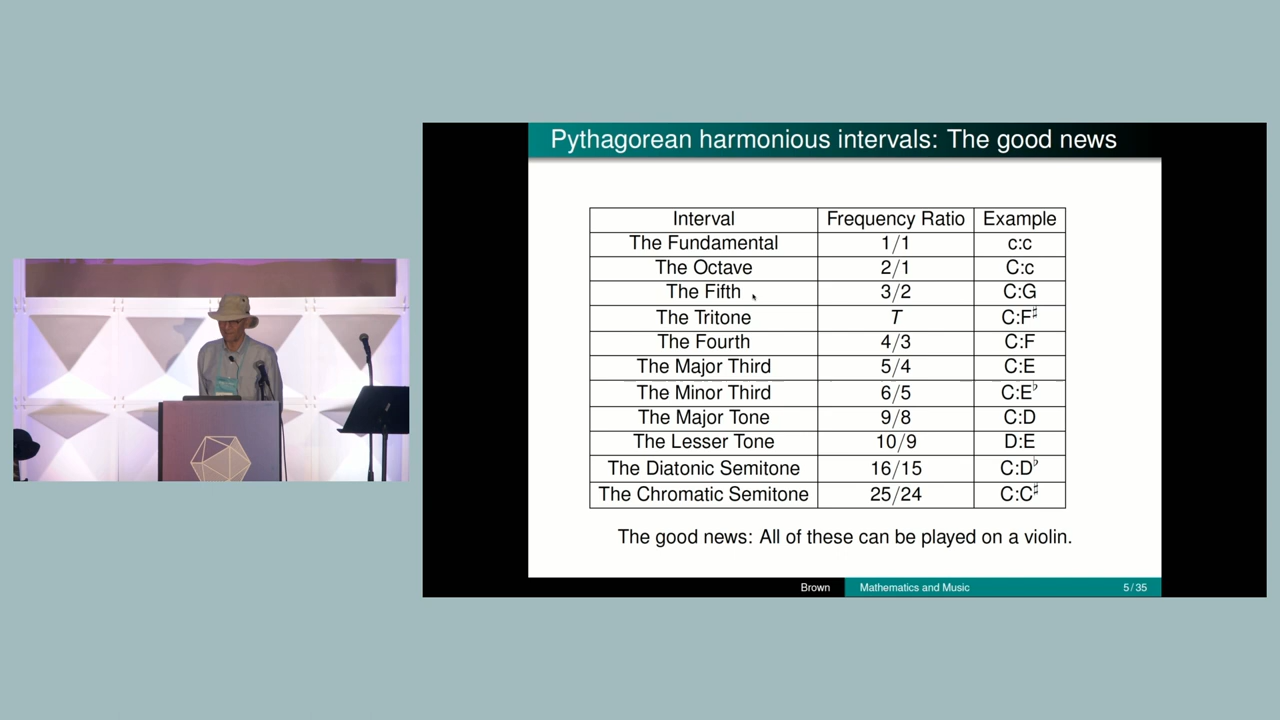 Pythagorean harmonious intervals: The good news
Interval Frequency Ratio Example
The Fundamental 1/1 c:c
The Octave 2/1 C:c
The Fifth 3/2 C:G
The Tritone T C:F♯
The Fourth 4/3 C:F
The Major Third 5/4 C:E
The Minor Third 6/5 C:E♭
The Major Tone 9/8 C:D
The Lesser Tone 10/9 D:E
The Diatonic Semitone 16/15 C:D♭
The Chromatic Semitone 25/24 C:C♯
The good news: All of these can be played on a violin.
Brown Mathematics and Music 5/35